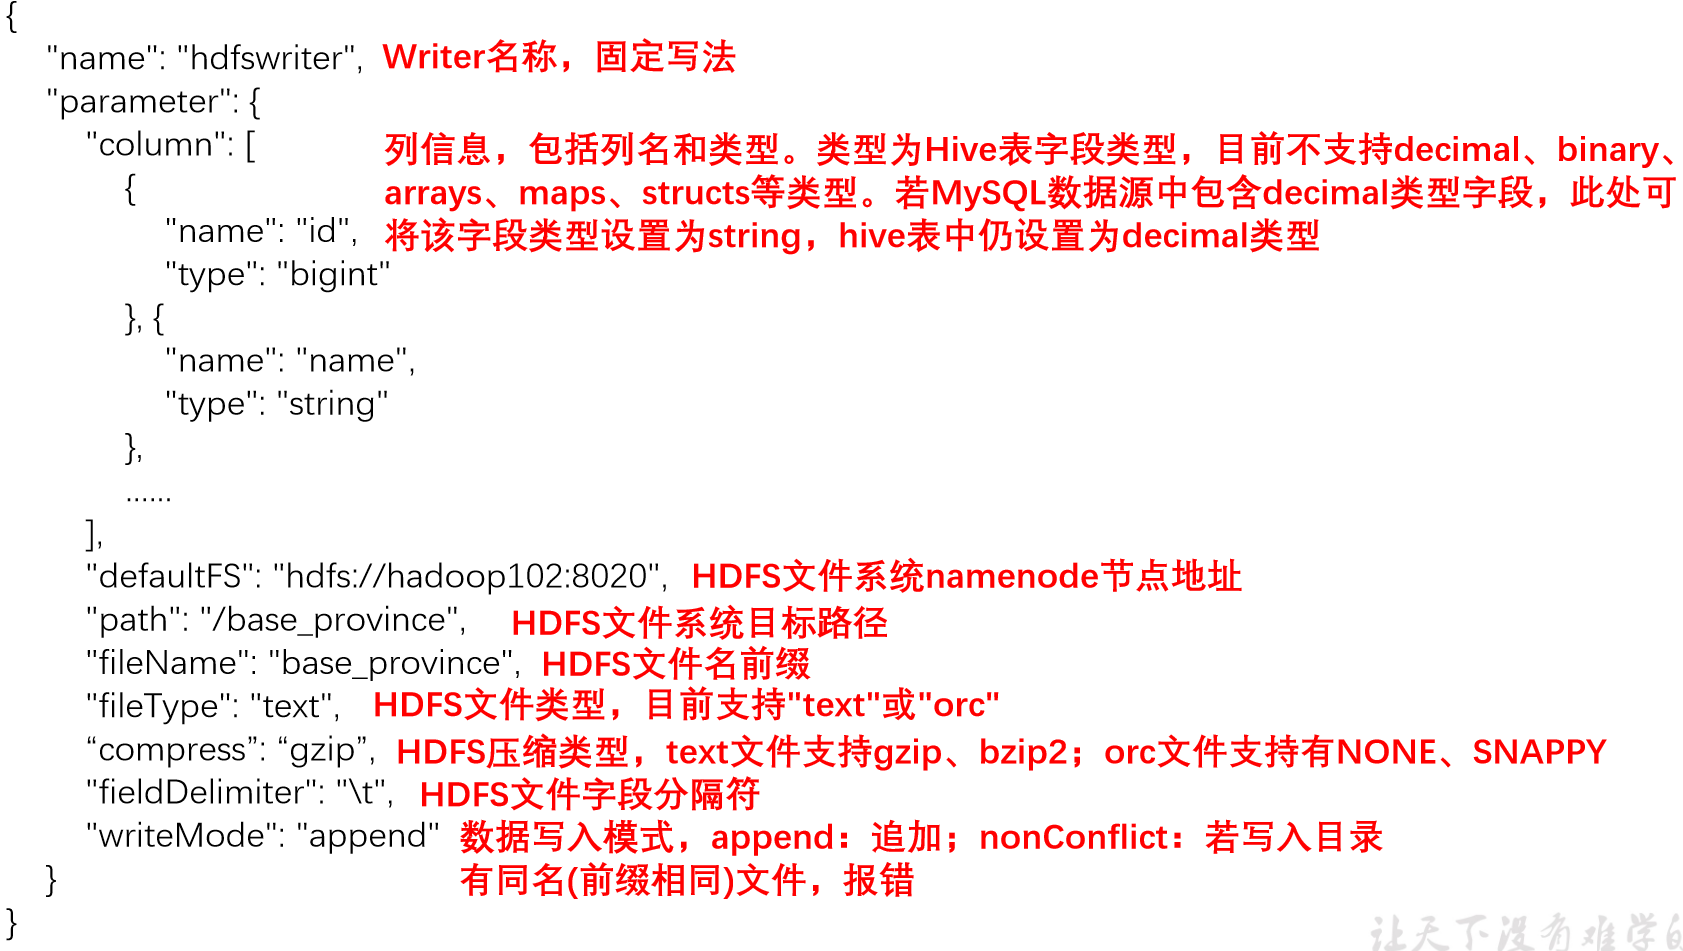 {
"name": "hdfswriter", Writer名称，固定写法
"parameter": {
"column": [ 列信息，包括列名和类型。类型为Hive表字段类型，目前不支持decimal、binary、
{ arrays、maps、structs等类型。若MySQL数据源中包含decimal类型字段，此处可
"name": "id", 将该字段类型设置为string，hive表中仍设置为decimal类型
"type": "bigint"
}, {
"name": "name",
"type": "string"
},
......
],
"defaultFS": "hdfs://hadoop102:8020", HDFS文件系统namenode节点地址
"path": "/base_province", HDFS文件系统目标路径
"fileName": "base_province", HDFS文件名前缀
"fileType": "text", HDFS文件类型，目前支持"text"或"orc"
“compress”: “gzip”, HDFS压缩类型，text文件支持gzip、bzip2；orc文件支持有NONE、SNAPPY
"fieldDelimiter": "\t", HDFS文件字段分隔符
"writeMode": "append" 数据写入模式，append：追加；nonConflict：若写入目录
} 有同名(前缀相同)文件，报错
}
让天下没有难学的